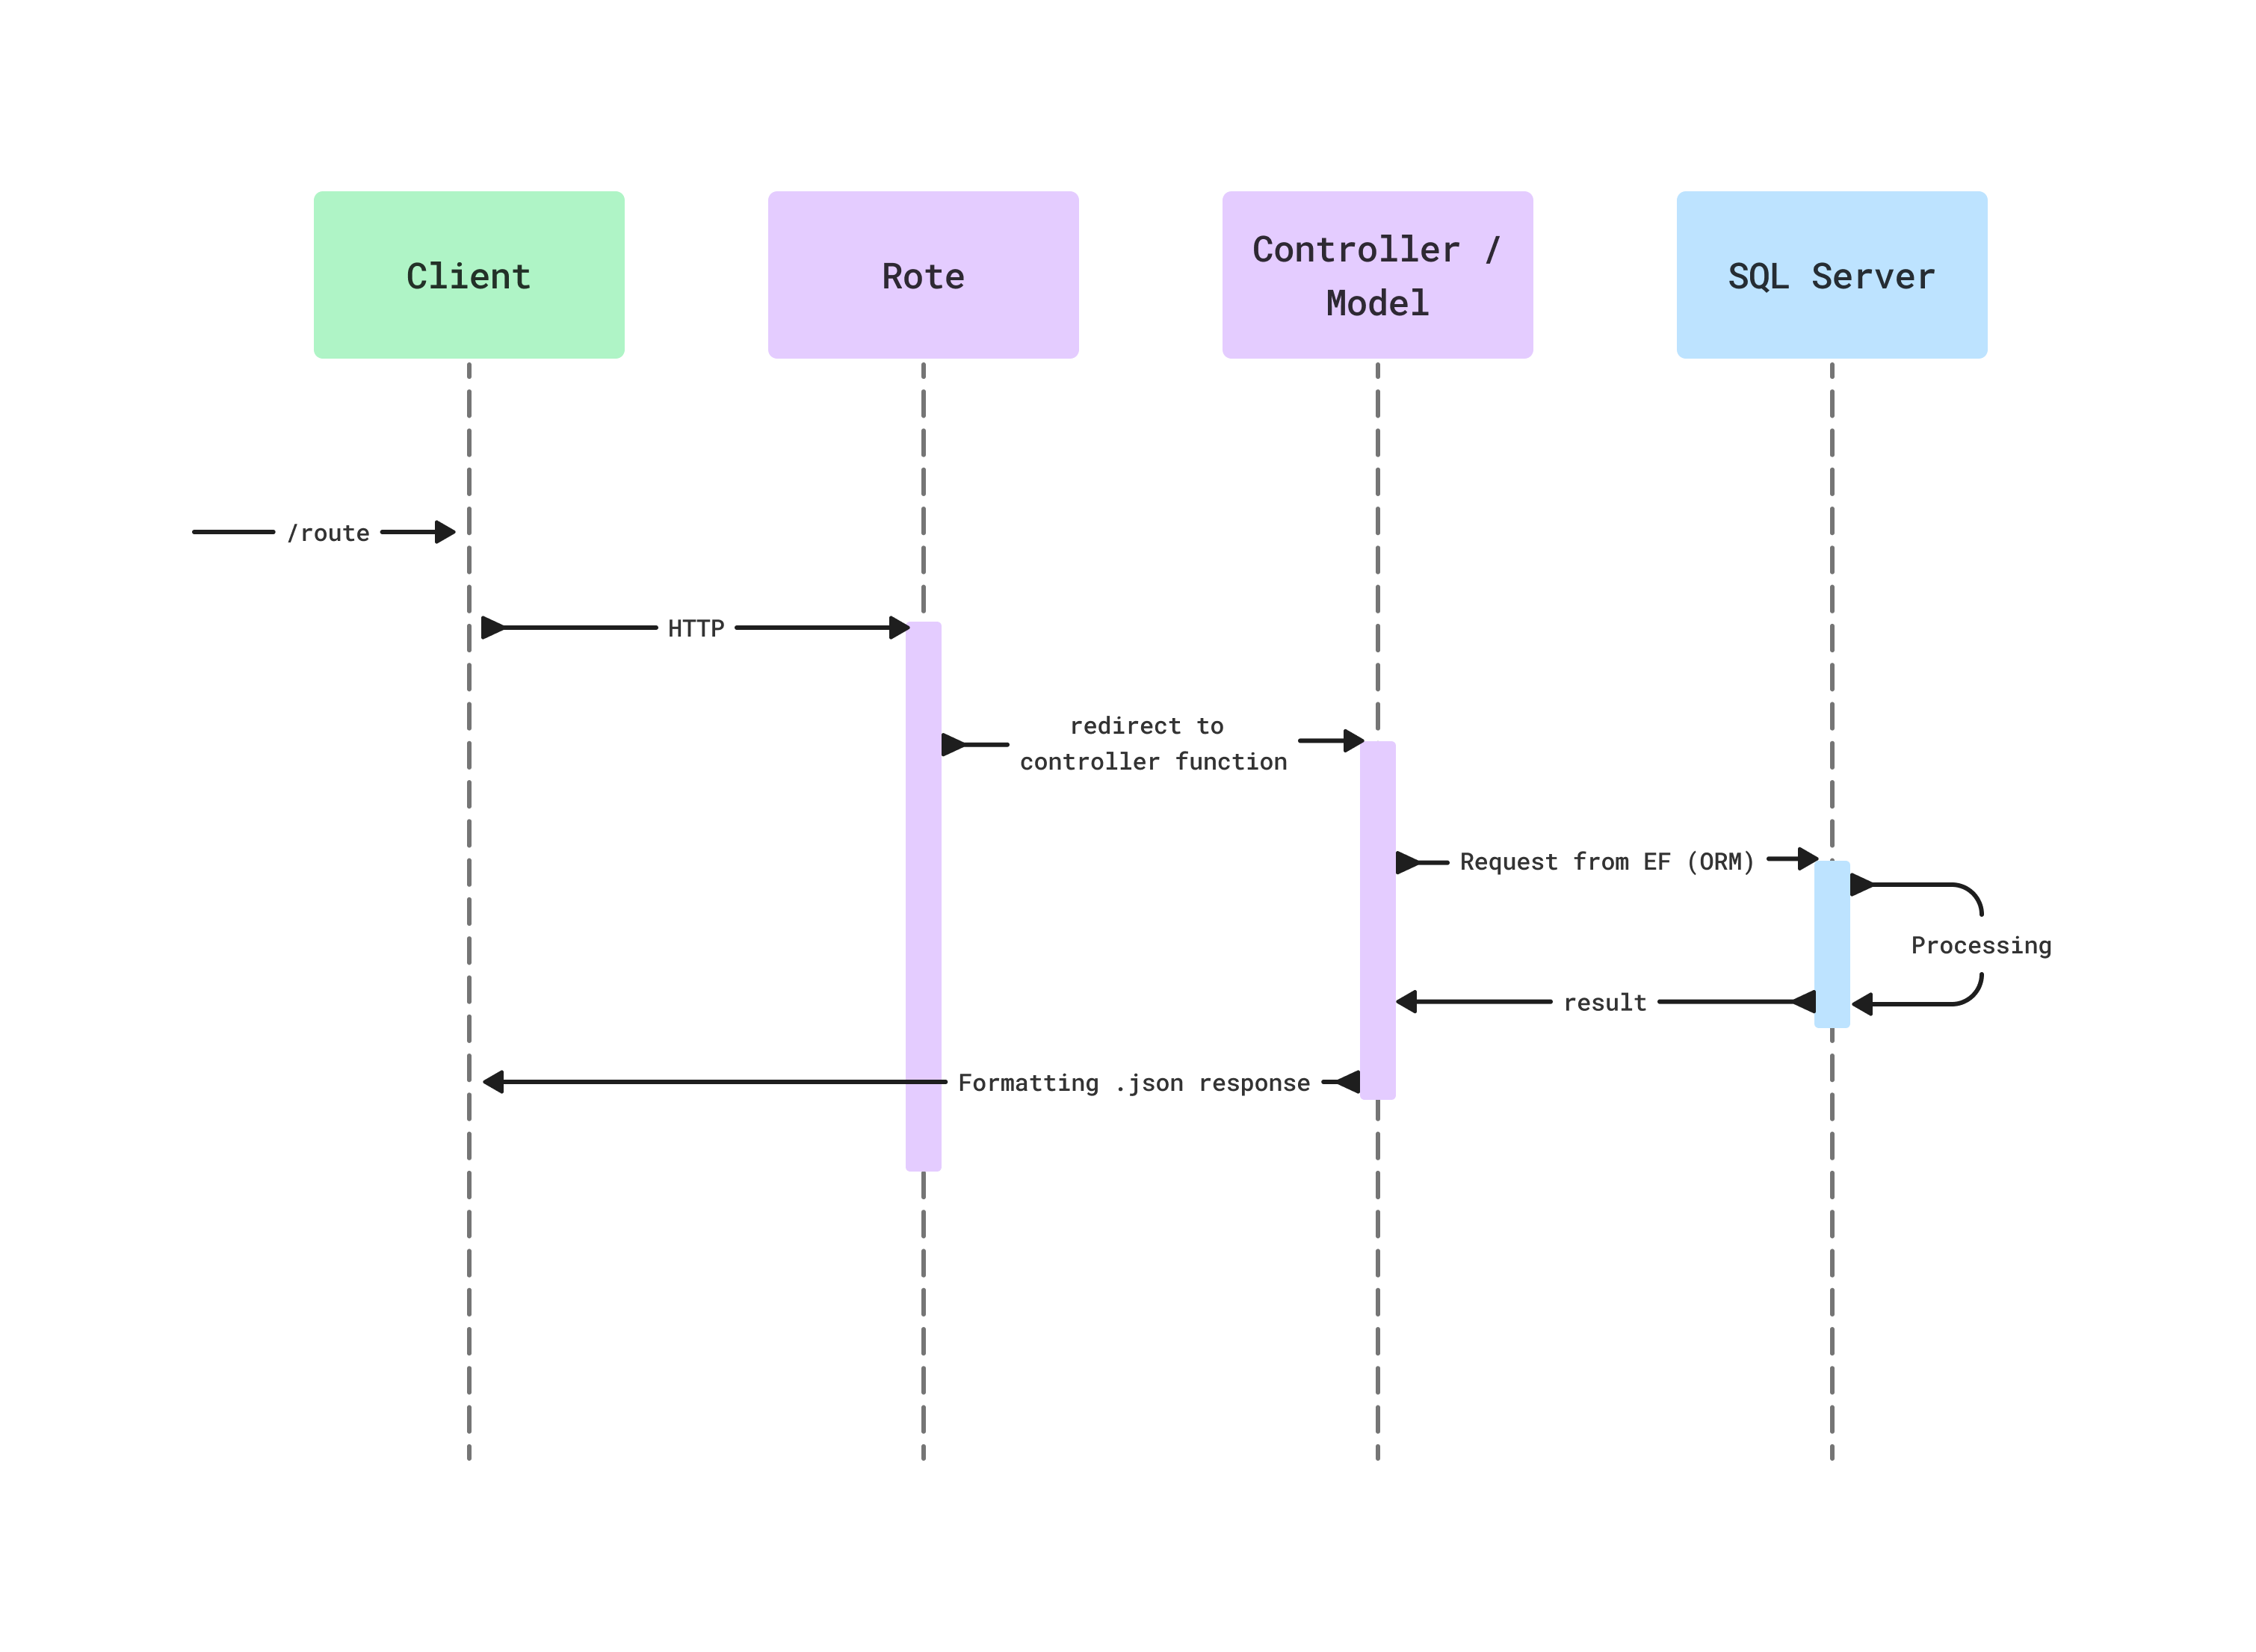 Client
Rote
Controller /
Model
SQL Server
/route
HTTP
redirect to
controller function
Request from EF (ORM)
Processing
result
Formatting .json response